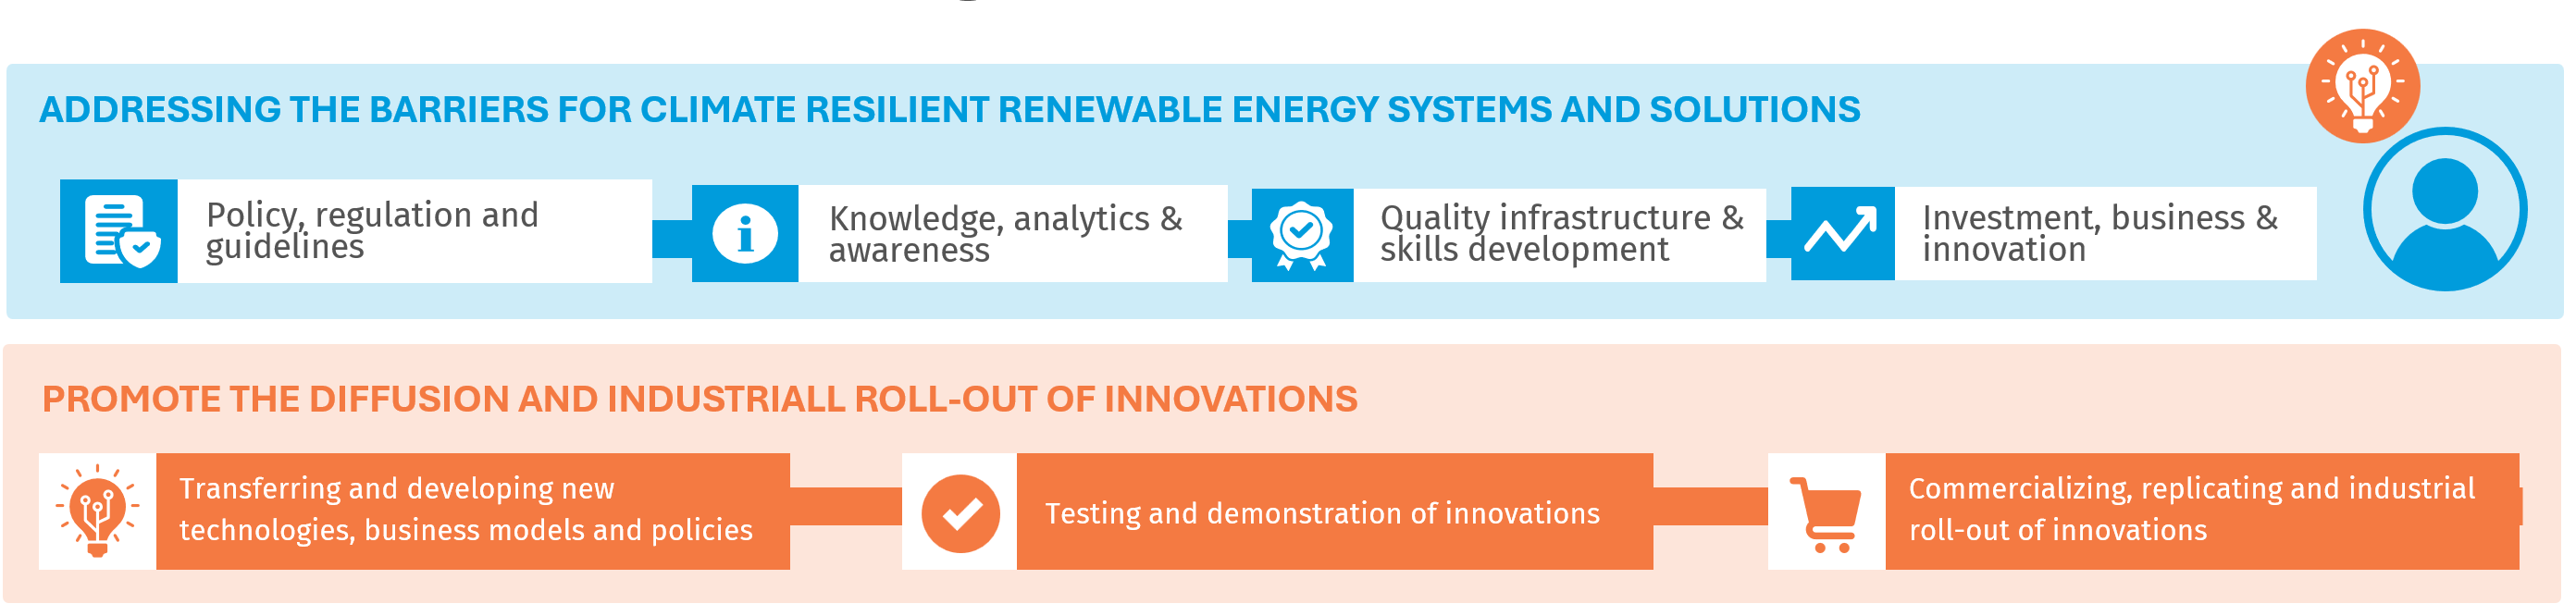 ADDRESSING THE BARRIERS FOR CLIMATE RESILIENT RENEWABLE ENERGY SYSTEMS AND SOLUTIONS
Policy, regulation and
guidelines
Knowledge, analytics &
awareness
Quality infrastructure &
skills development
Investment, business &
innovation
PROMOTE THE DIFFUSION AND INDUSTRIALL ROLL-OUT OF INNOVATIONS
Transferring and developing new
technologies, business models and policies
Testing and demonstration of innovations
Commercializing, replicating and industrial
roll-out of innovations